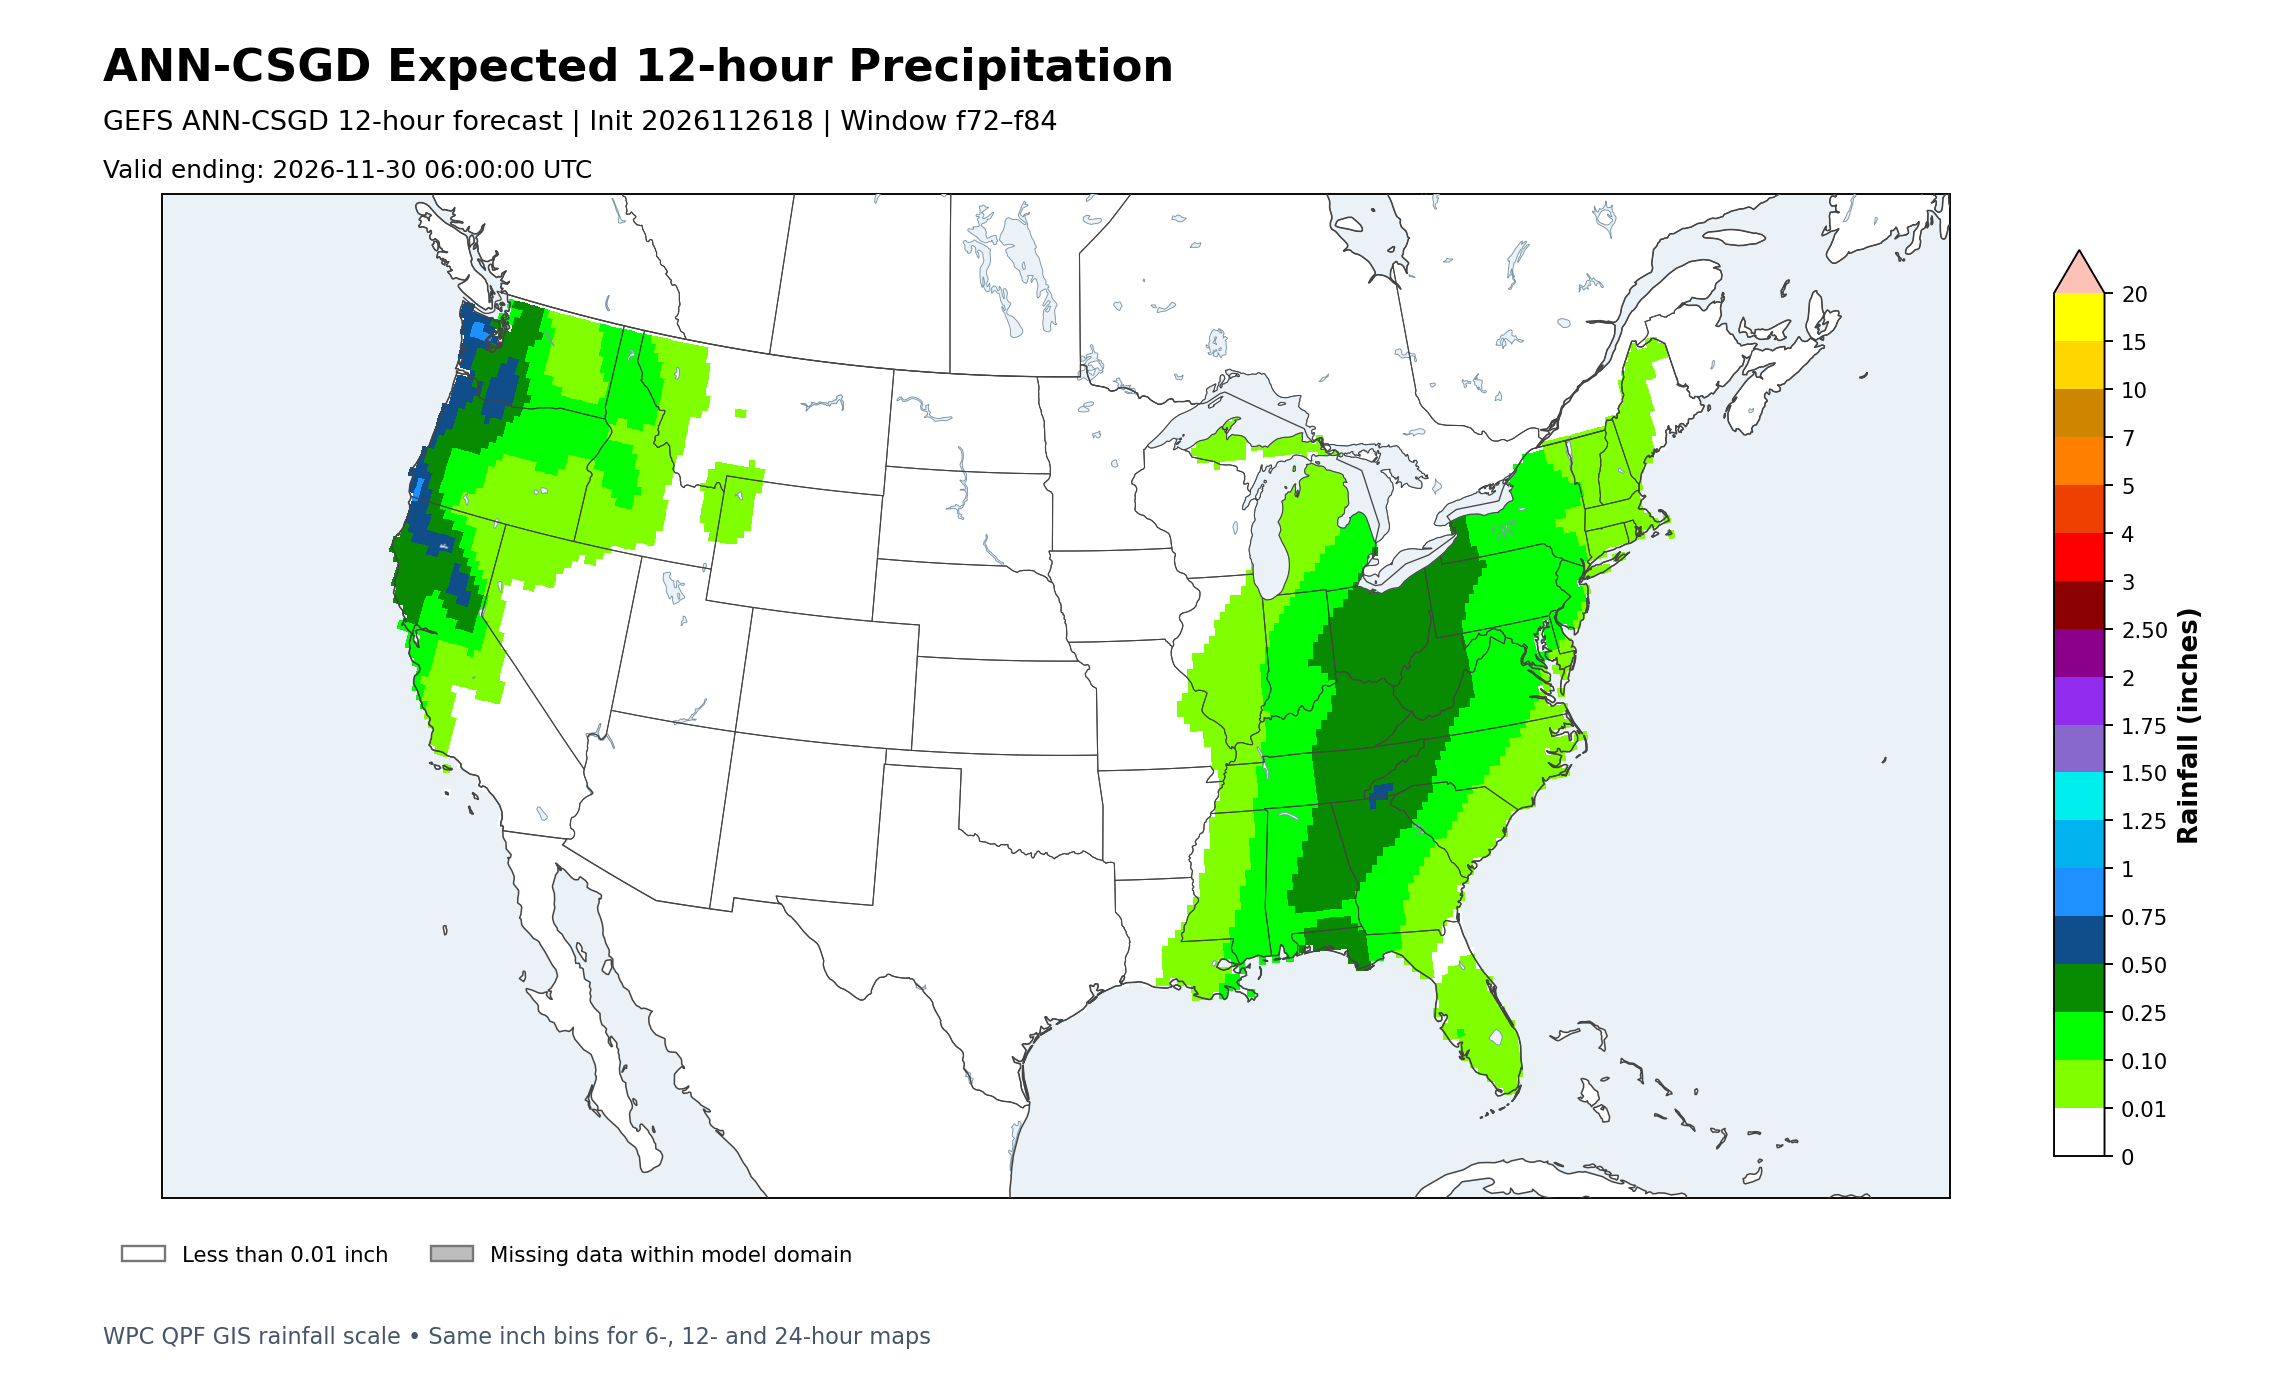 ANN-CSGD Expected 12-hour Precipitation
GEFS ANN-CSGD 12-hour forecast | Init 2026112618 | Window f72–f84
Valid ending: 2026-11-30 06:00:00 UTC
20
15
10
7
5
4
3
2.50
2
1.75
1.50
1.25
1
0.75
0.50
0.25
0.10
0.01
0
Rainfall (inches)
Less than 0.01 inch
Missing data within model domain
WPC QPF GIS rainfall scale • Same inch bins for 6-, 12- and 24-hour maps